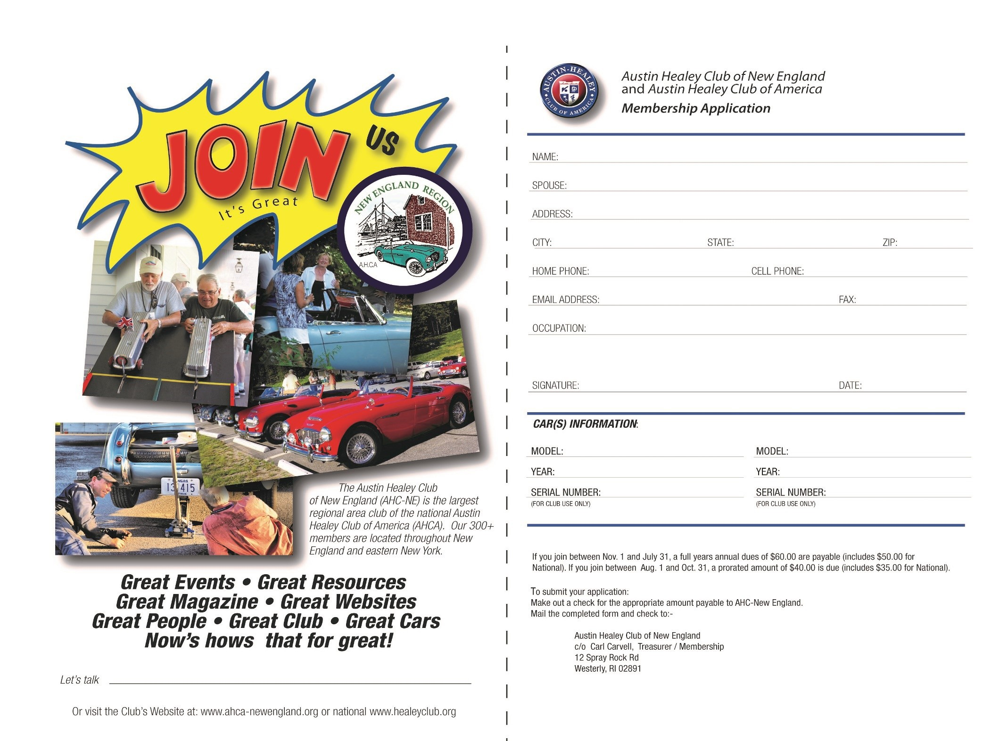 JOIN
US
It's Great
NEW ENGLAND REGION
A.H.C.A
NSAS
13 415
The Austin Healey Club
of New England (AHC-NE) is the largest
regional area club of the national Austin
Healey Club of America (AHCA).  Our 300+
members are located throughout New
England and eastern New York.
Great Events • Great Resources
Great Magazine • Great Websites
Great People • Great Club • Great Cars
Now's hows  that for great!
Let's talk
Or visit the Club's Website at: www.ahca-newengland.org or national www.healeyclub.org
AUSTIN-HEALEY
CLUB OF AMERICA
Austin Healey Club of New England
and Austin Healey Club of America
Membership Application
NAME:
SPOUSE:
ADDRESS:
CITY: STATE: ZIP:
HOME PHONE: CELL PHONE:
EMAIL ADDRESS: FAX:
OCCUPATION:
SIGNATURE: DATE:
CAR(S) INFORMATION:
MODEL: MODEL:
YEAR: YEAR:
SERIAL NUMBER: SERIAL NUMBER:
(FOR CLUB USE ONLY) (FOR CLUB USE ONLY)
If you join between Nov. 1 and July 31, a full years annual dues of $60.00 are payable (includes $50.00 for
National). If you join between  Aug. 1 and Oct. 31, a prorated amount of $40.00 is due (includes $35.00 for National).
To submit your application:
Make out a check for the appropriate amount payable to AHC-New England.
Mail the completed form and check to:-
Austin Healey Club of New England
c/o  Carl Carvell,  Treasurer / Membership
12 Spray Rock Rd
Westerly, RI 02891